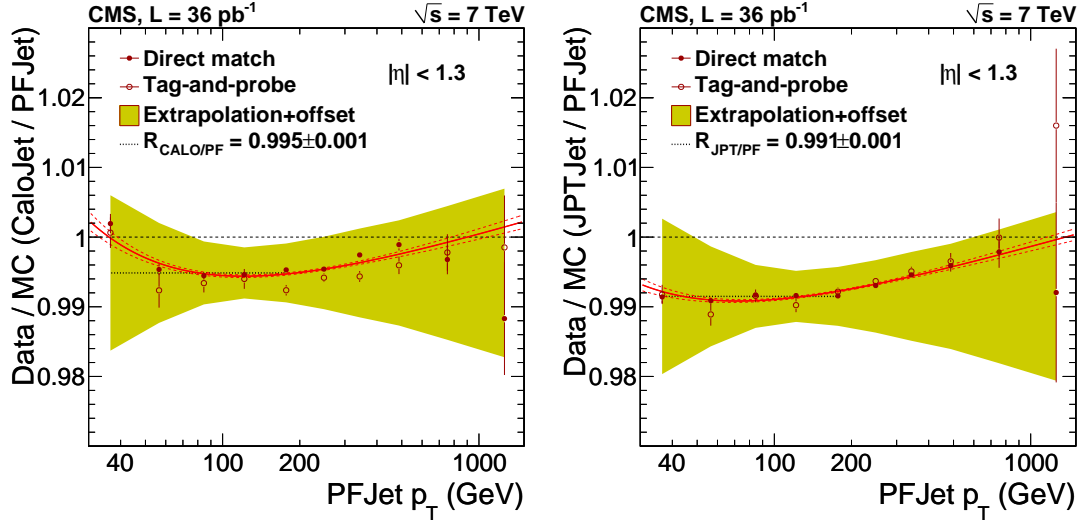 CMS, L = 36 pb⁻¹ √s = 7 TeV
Direct match
Tag-and-probe
|η| < 1.3
Extrapolation+offset
R_CALO/PF = 0.995±0.001
1.02
1.01
1
0.99
0.98
Data / MC (CaloJet / PFJet)
40 100 200 1000
PFJet p_T (GeV)
CMS, L = 36 pb⁻¹ √s = 7 TeV
Direct match
Tag-and-probe
|η| < 1.3
Extrapolation+offset
R_JPT/PF = 0.991±0.001
1.02
1.01
1
0.99
0.98
Data / MC (JPTJet / PFJet)
40 100 200 1000
PFJet p_T (GeV)